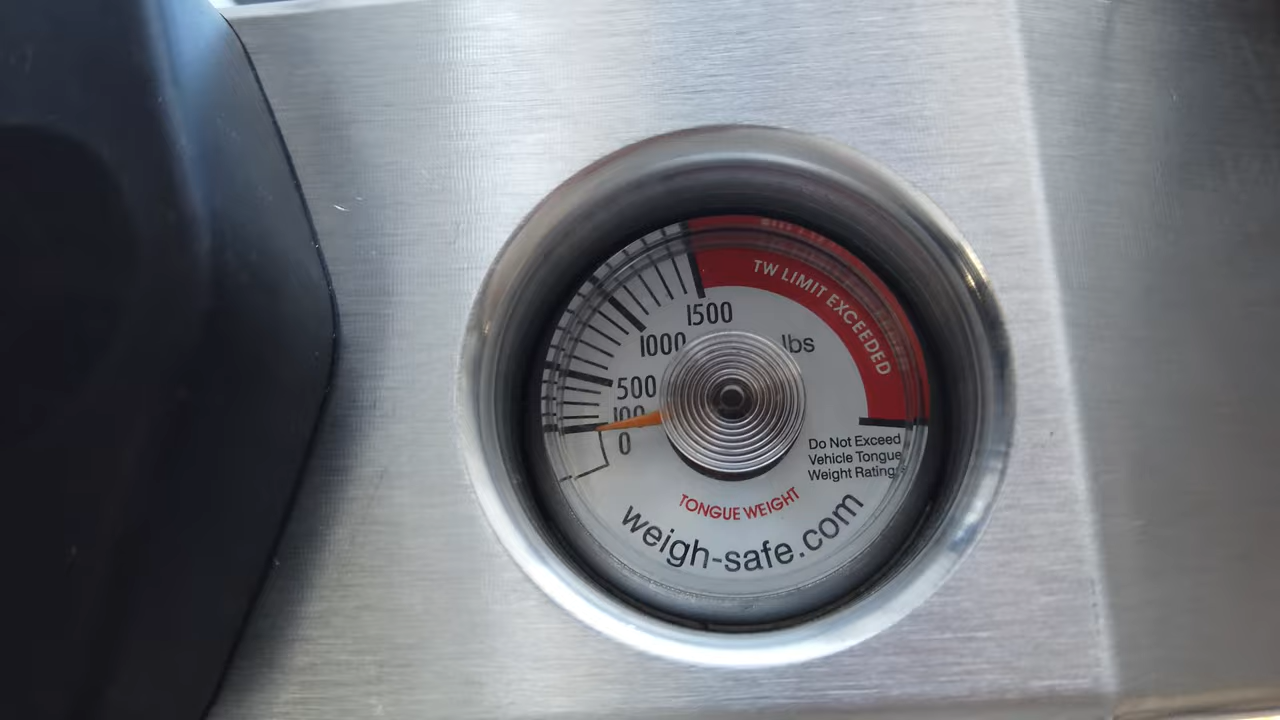 TW LIMIT EXCEEDED
1500
1000
lbs
500
100
0
Do Not Exceed
Vehicle Tongue
Weight Rating
TONGUE WEIGHT
weigh-safe.com